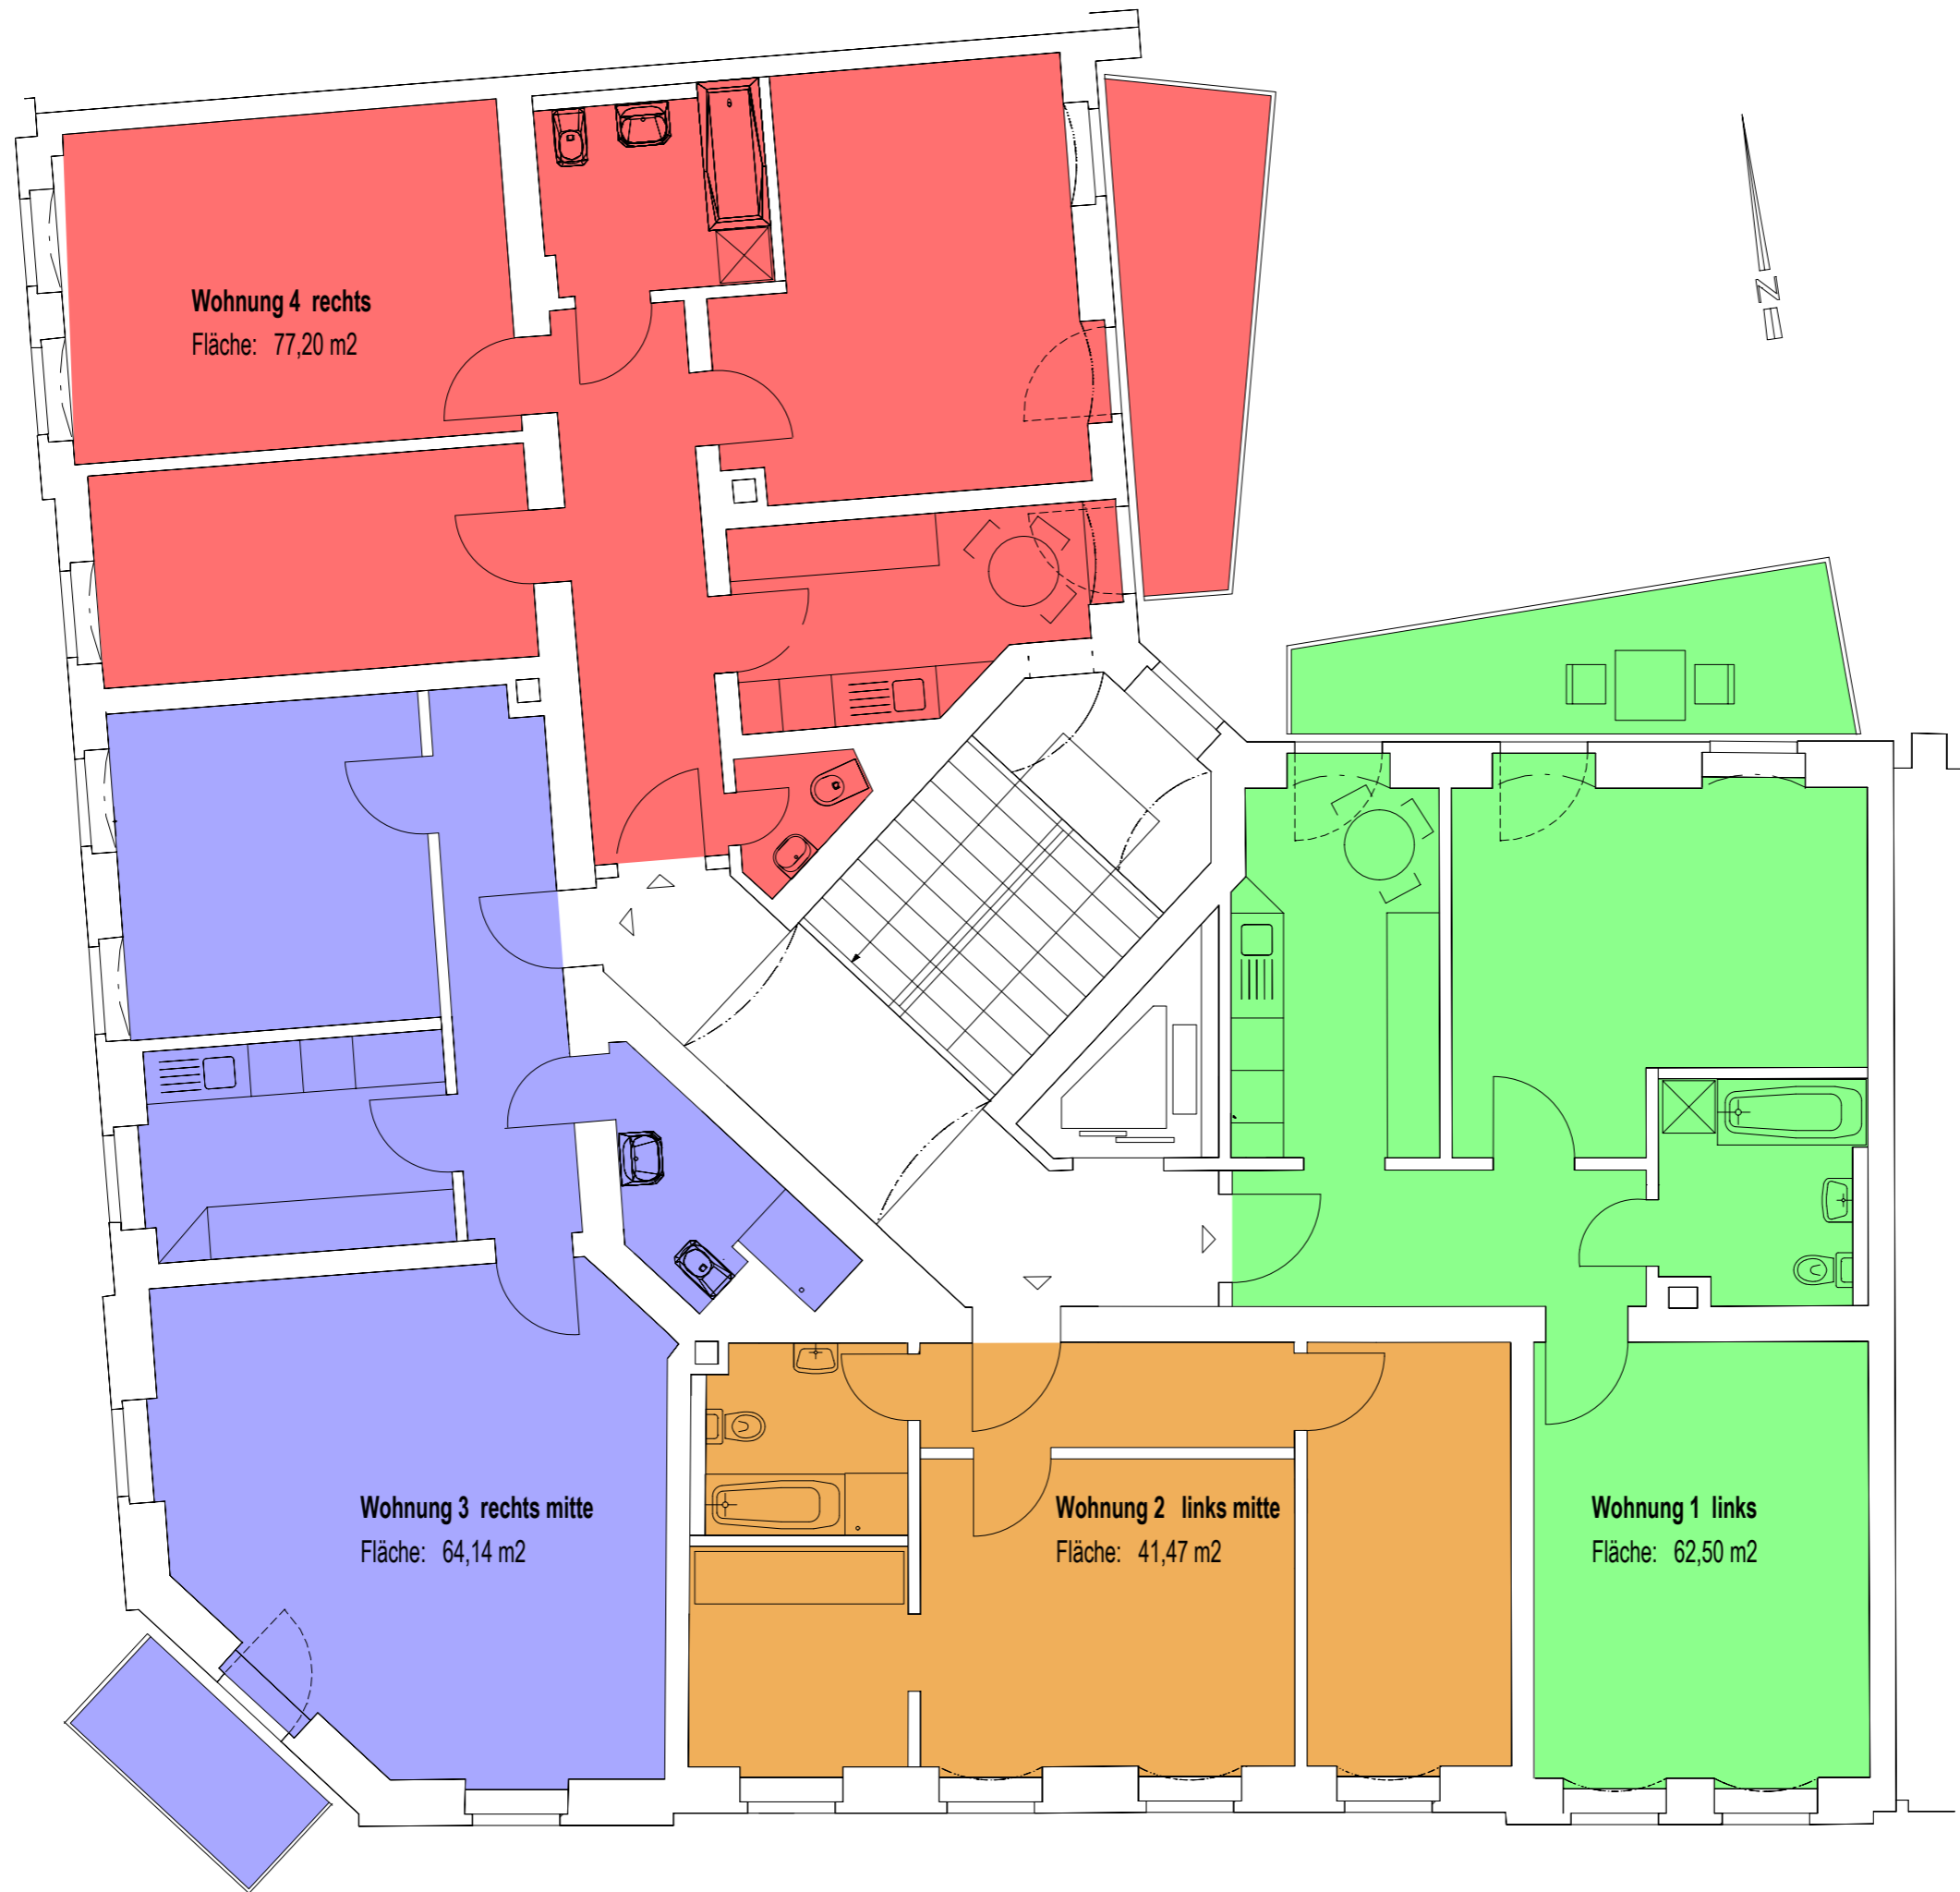 Wohnung 4 rechts
Fläche: 77,20 m2
N
Wohnung 3 rechts mitte
Fläche: 64,14 m2
Wohnung 2 links mitte
Fläche: 41,47 m2
Wohnung 1 links
Fläche: 62,50 m2